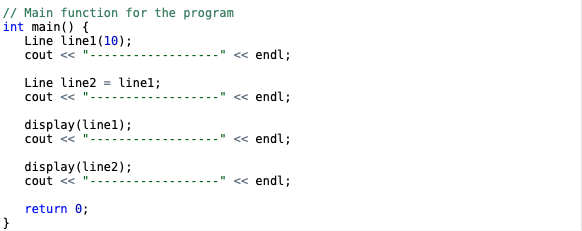 // Main function for the program
int main() {
   Line line1(10);
   cout << "------------------" << endl;

   Line line2 = line1;
   cout << "------------------" << endl;

   display(line1);
   cout << "------------------" << endl;

   display(line2);
   cout << "------------------" << endl;

   return 0;
}